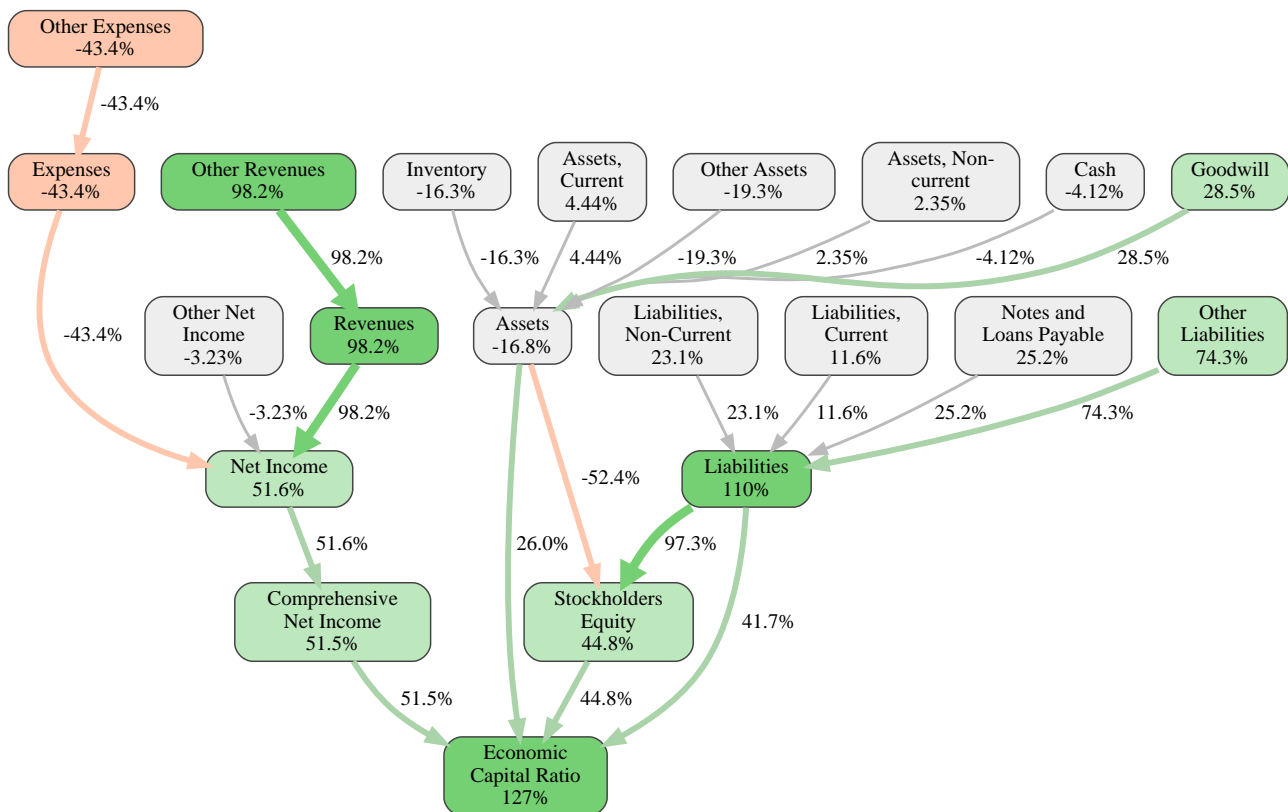 Other Expenses
-43.4%
-43.4%
Expenses
-43.4%
Other Revenues
98.2%
Inventory
-16.3%
Assets,
Current
4.44%
Other Assets
-19.3%
Assets, Non-
current
2.35%
Cash
-4.12%
Goodwill
28.5%
98.2%
-16.3%
4.44%
-19.3%
2.35%
-4.12%
28.5%
-43.4%
Other Net
Income
-3.23%
Revenues
98.2%
Assets
-16.8%
Liabilities,
Non-Current
23.1%
Liabilities,
Current
11.6%
Notes and
Loans Payable
25.2%
Other
Liabilities
74.3%
-3.23%
98.2%
23.1%
11.6%
25.2%
74.3%
Net Income
51.6%
-52.4%
Liabilities
110%
51.6%
26.0%
97.3%
Comprehensive
Net Income
51.5%
Stockholders
Equity
44.8%
41.7%
51.5%
44.8%
Economic
Capital Ratio
127%